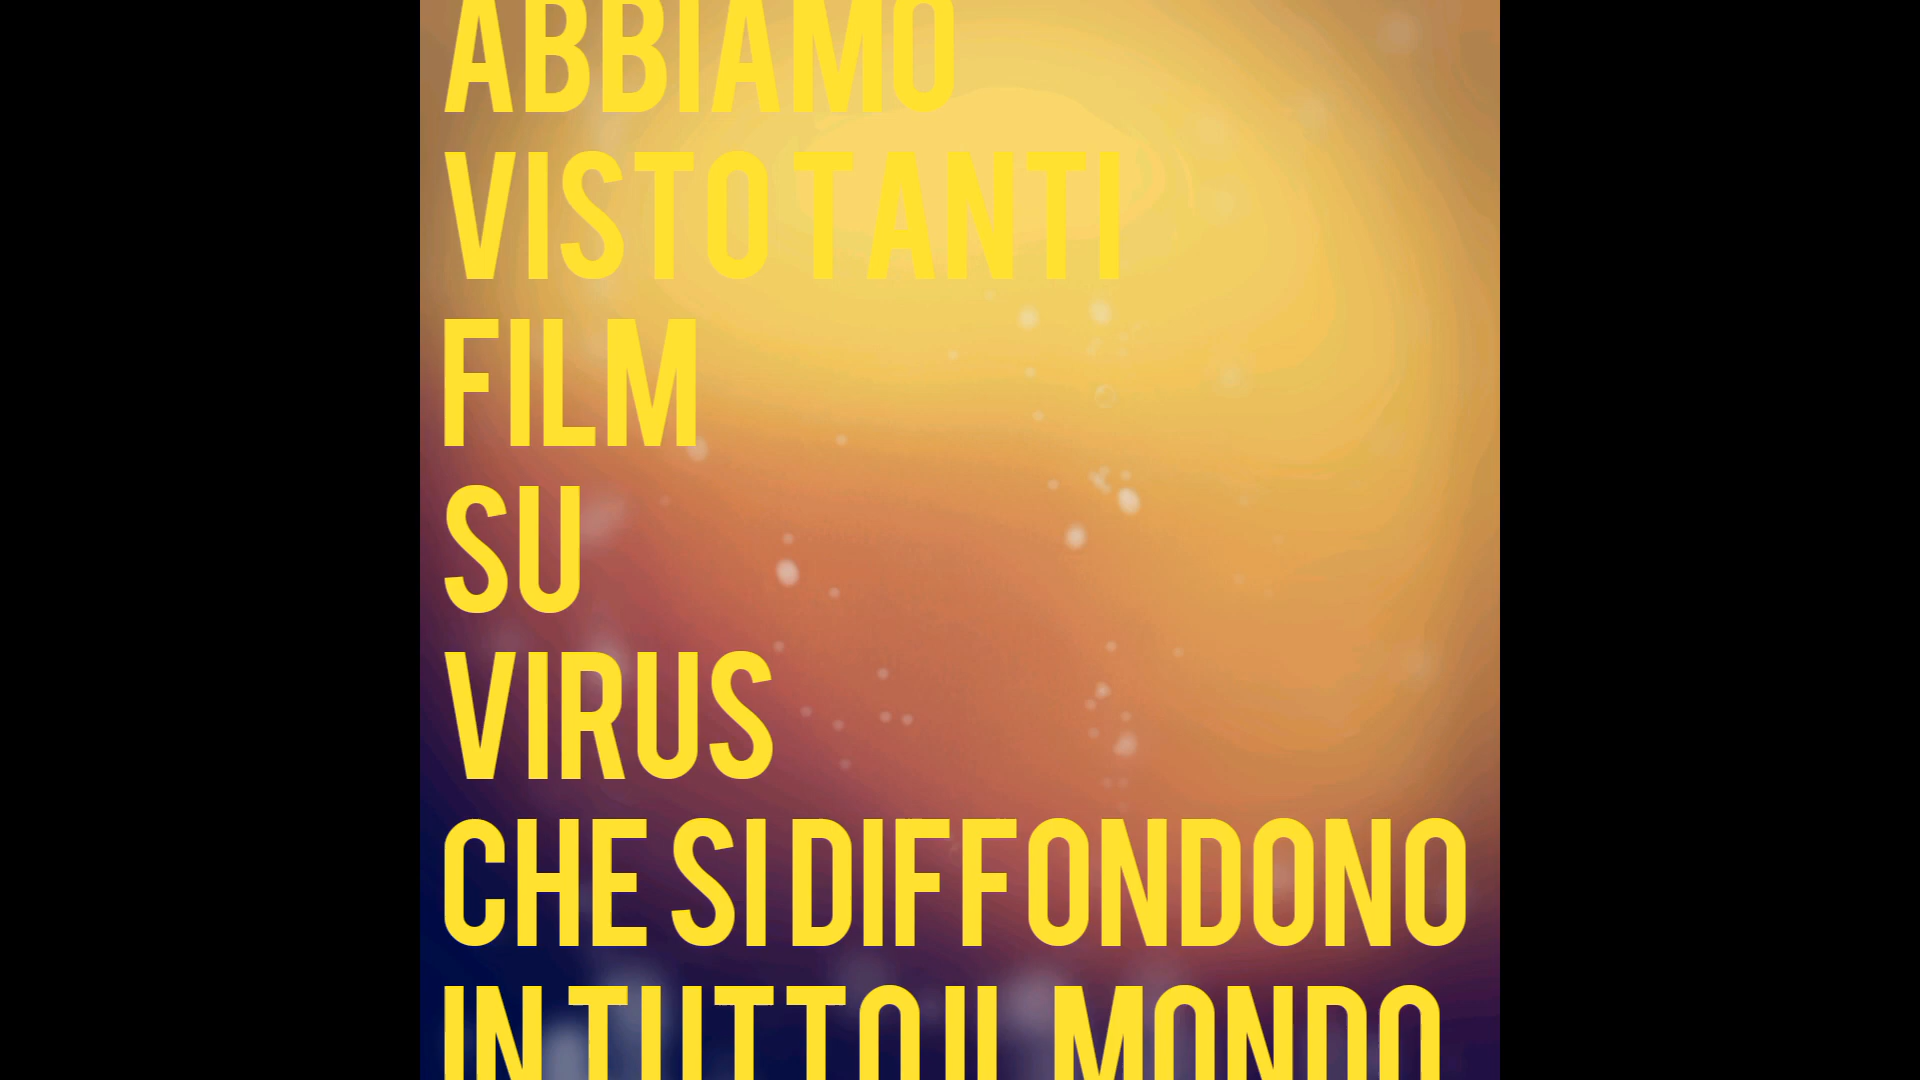 ABBIAMO
VISTO TANTI
FILM
SU
VIRUS
CHE SI DIFFONDONO
IN TUTTO IL MONDO